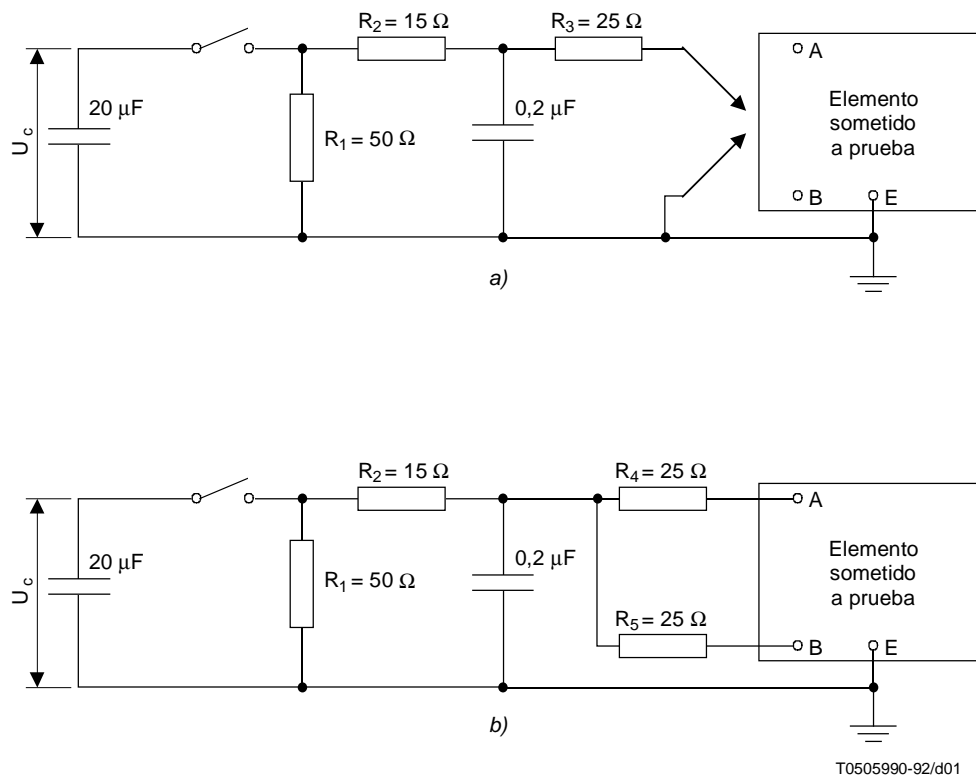 R2 = 15 Ω
R3 = 25 Ω
A
20 μF
0,2 μF
Elemento
sometido
a prueba
Uc
R1 = 50 Ω
B
E
a)
R2 = 15 Ω
R4 = 25 Ω
A
20 μF
0,2 μF
Elemento
sometido
a prueba
Uc
R1 = 50 Ω
R5 = 25 Ω
B
E
b)
T0505990-92/d01